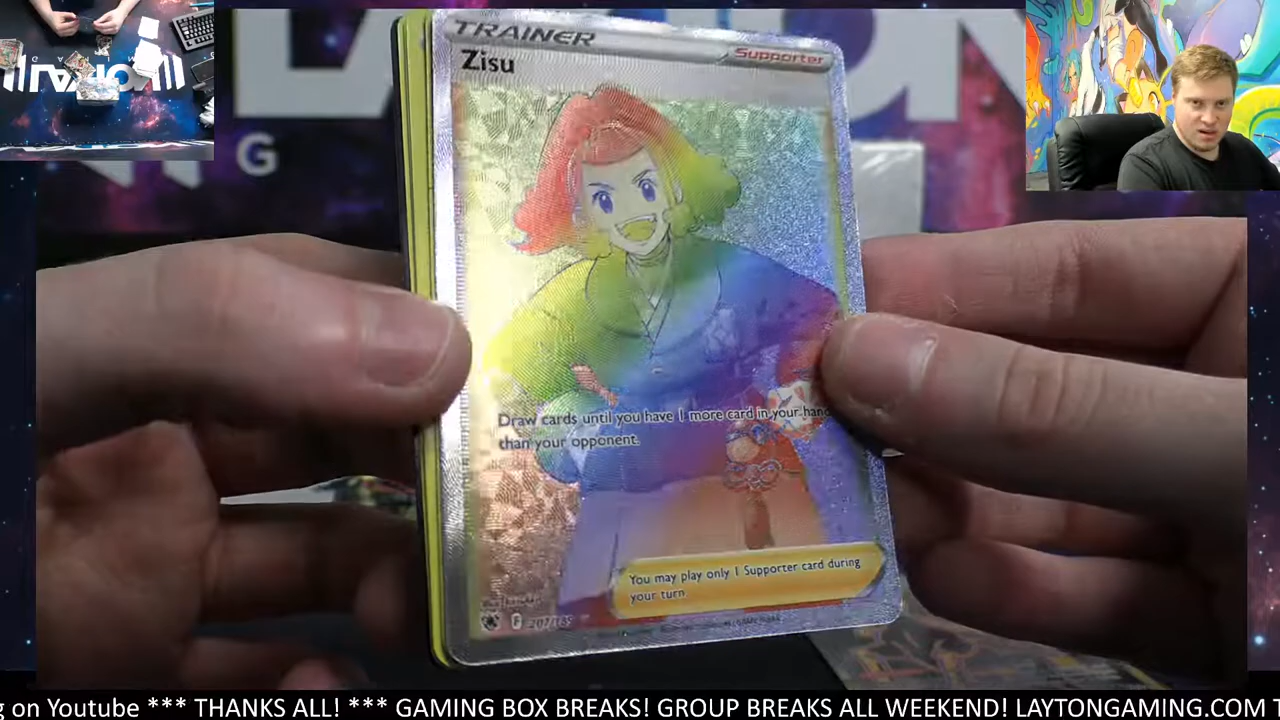 TRAINER
Supporter
Zisu
G
Draw cards until you have 1 more card in your hand
than your opponent.
You may play only 1 Supporter card during
your turn.
F 207/189
g on Youtube *** THANKS ALL! *** GAMING BOX BREAKS! GROUP BREAKS ALL WEEKEND! LAYTONGAMING.COM T